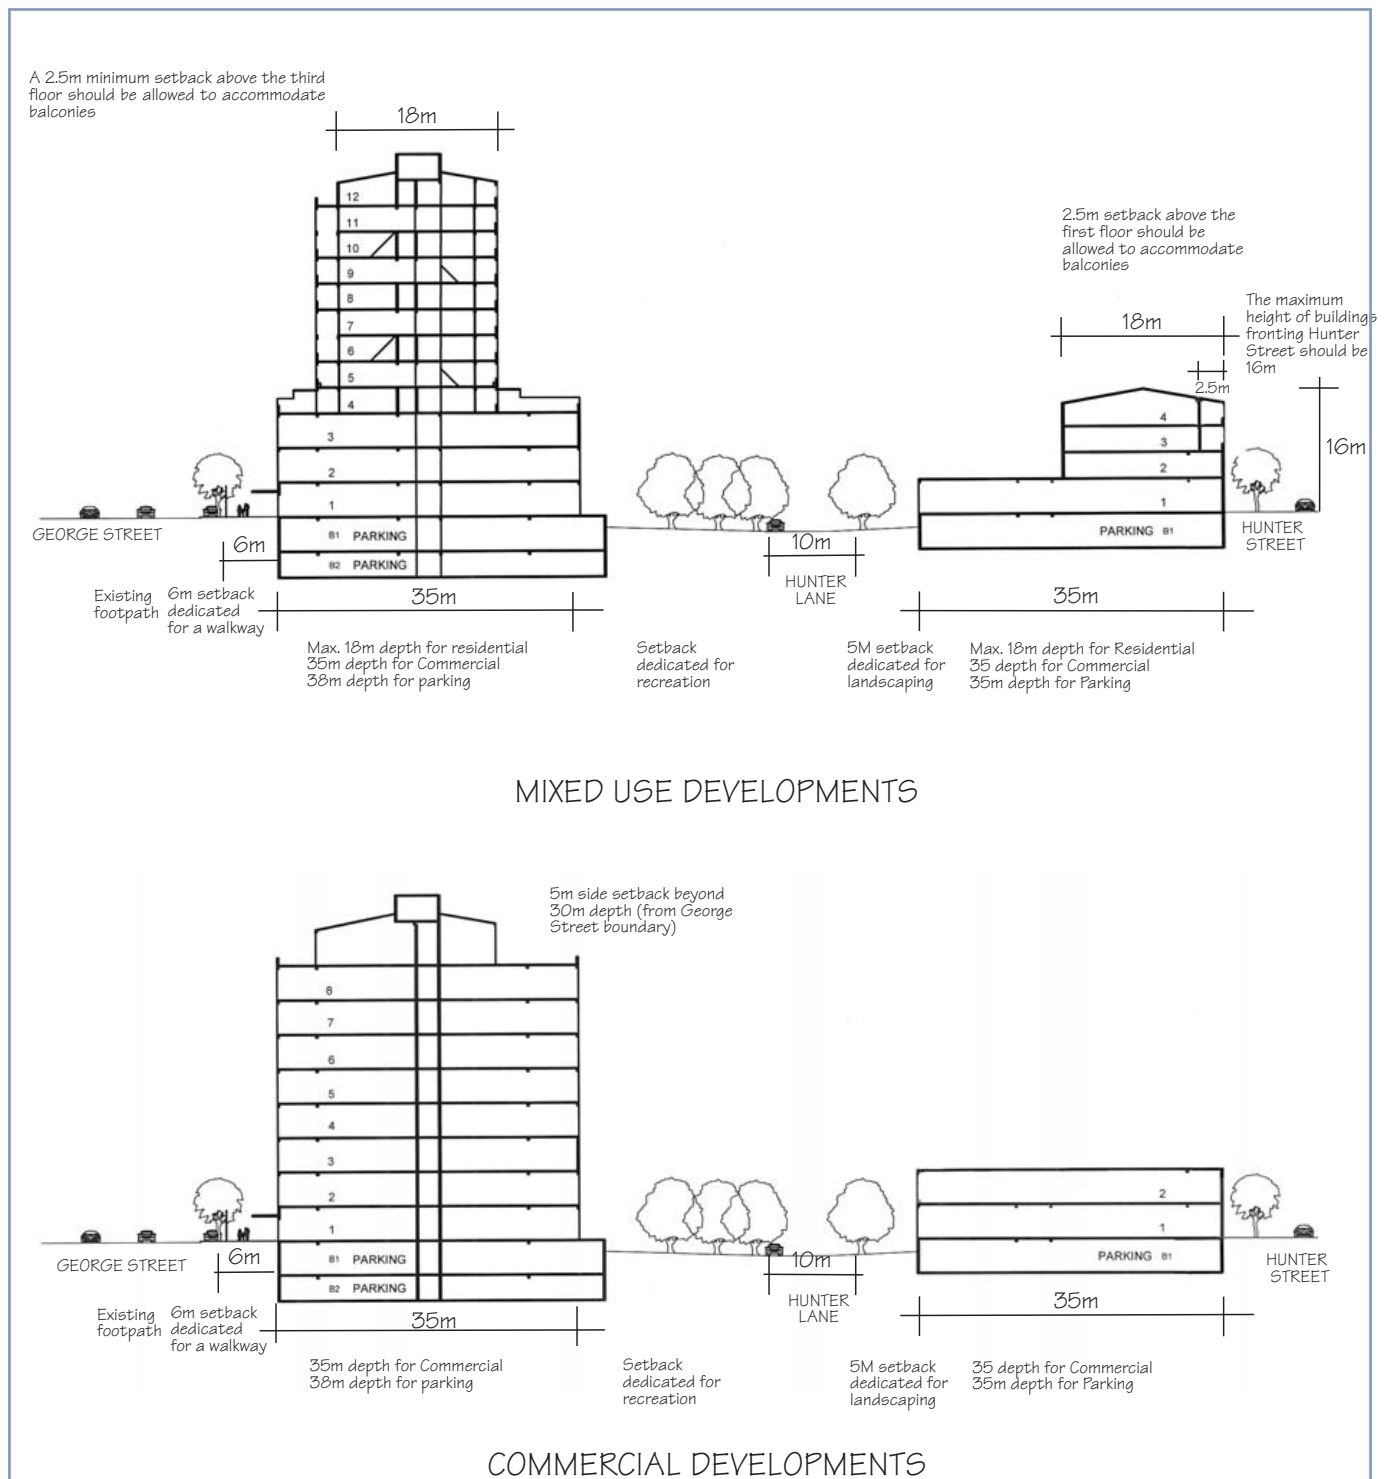 A 2.5m minimum setback above the third
floor should be allowed to accommodate
balconies
18m
12
11
10
9
8
7
6
5
4
3
2
1
B1 PARKING
B2 PARKING
GEORGE STREET
6m
Existing
footpath
6m setback
dedicated
for a walkway
35m
Max. 18m depth for residential
35m depth for Commercial
38m depth for parking
Setback
dedicated for
recreation
10m
HUNTER
LANE
5M setback
dedicated for
landscaping
2.5m setback above the
first floor should be
allowed to accommodate
balconies
18m
The maximum
height of buildings
fronting Hunter
Street should be
16m
2.5m
16m
4
3
2
1
PARKING B1
HUNTER
STREET
35m
Max. 18m depth for Residential
35 depth for Commercial
35m depth for Parking
MIXED USE DEVELOPMENTS
5m side setback beyond
30m depth (from George
Street boundary)
8
7
6
5
4
3
2
1
B1 PARKING
B2 PARKING
GEORGE STREET
6m
Existing
footpath
6m setback
dedicated
for a walkway
35m
35m depth for Commercial
38m depth for parking
Setback
dedicated for
recreation
10m
HUNTER
LANE
5M setback
dedicated for
landscaping
2
1
PARKING B1
HUNTER
STREET
35m
35 depth for Commercial
35m depth for Parking
COMMERCIAL DEVELOPMENTS